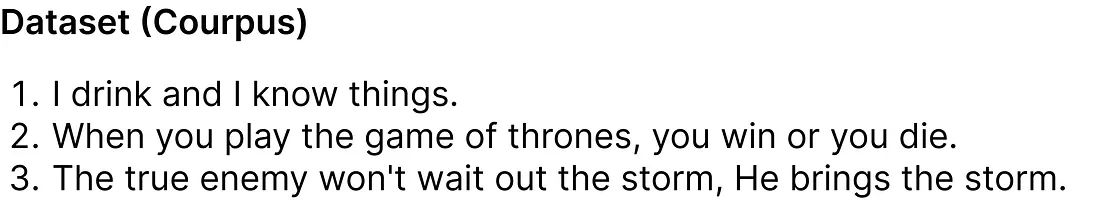 Dataset (Courpus)
1. I drink and I know things.
2. When you play the game of thrones, you win or you die.
3. The true enemy won't wait out the storm, He brings the storm.